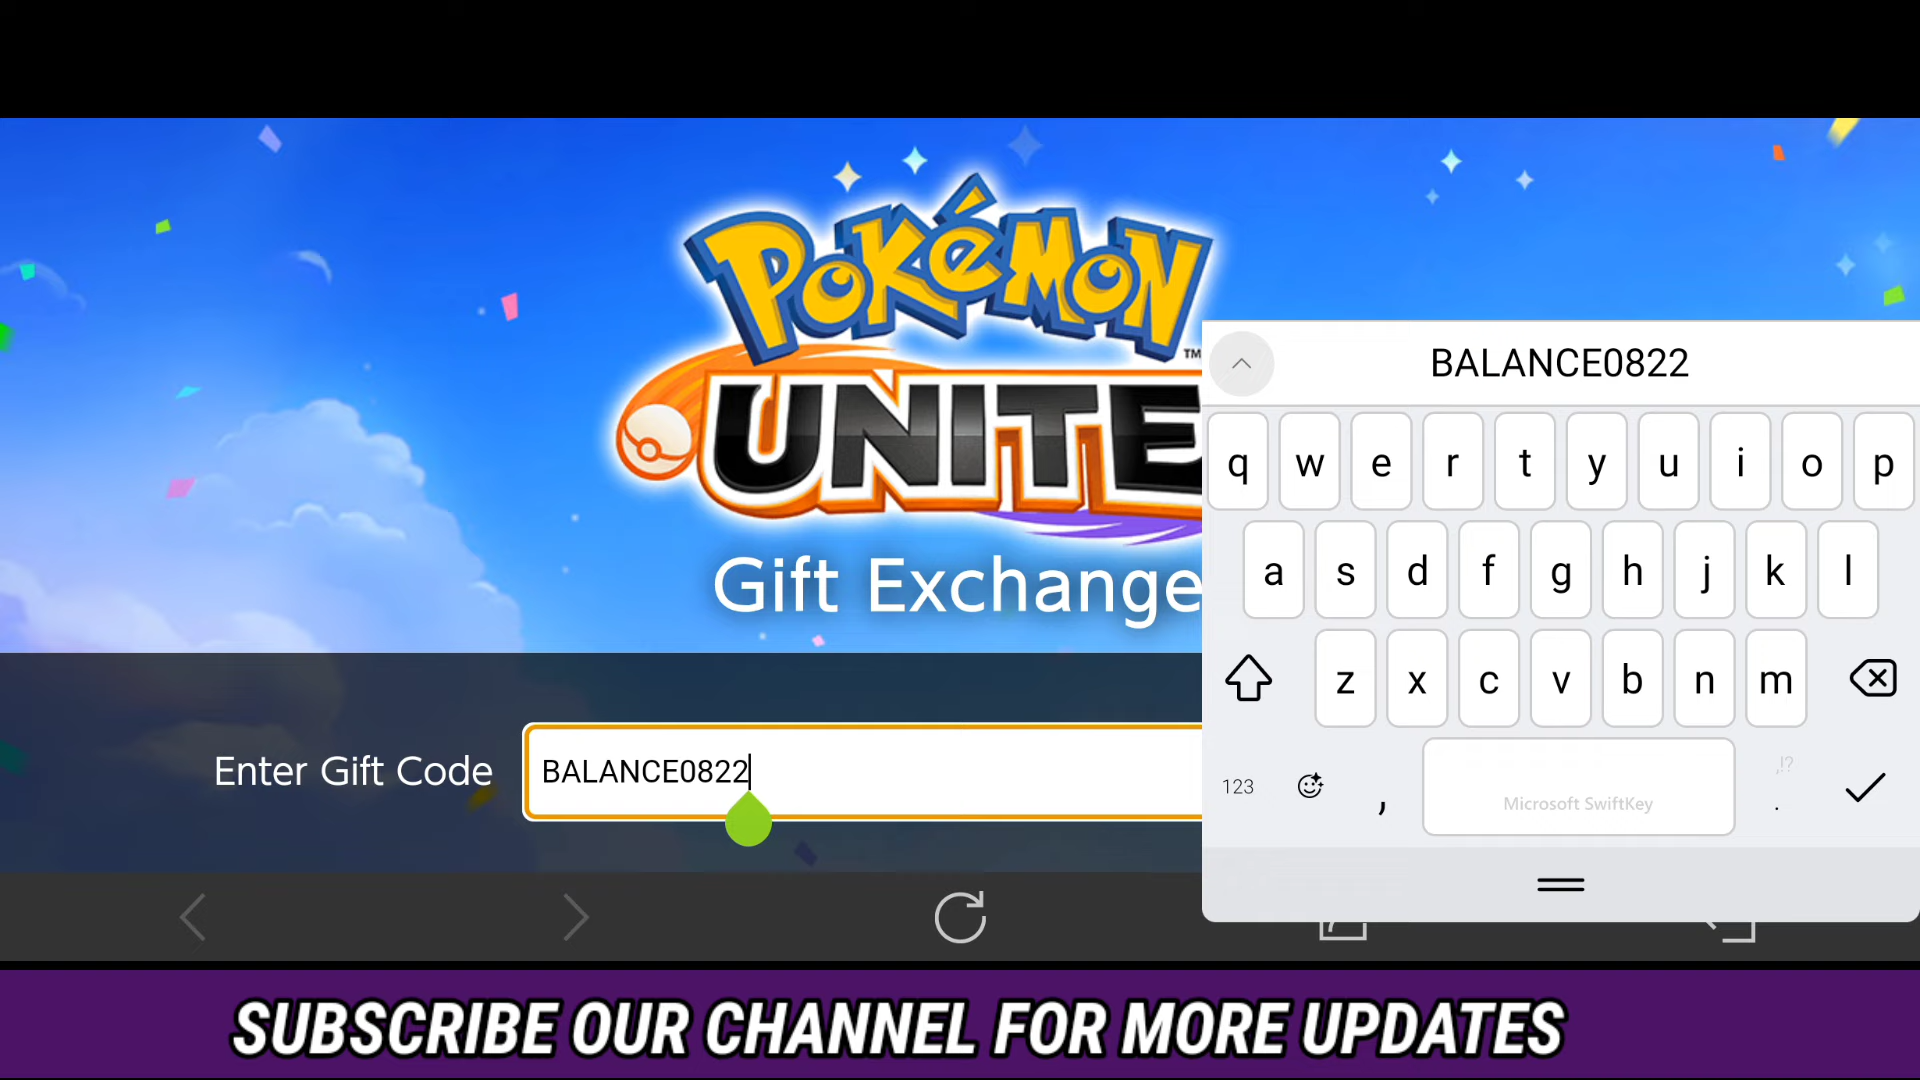 POKéMON
TM
UNITE
Gift Exchange
BALANCE0822
q w e r t y u i o p
a s d f g h j k l
z x c v b n m
123 , Microsoft SwiftKey ,!? .
Enter Gift Code BALANCE0822
SUBSCRIBE OUR CHANNEL FOR MORE UPDATES